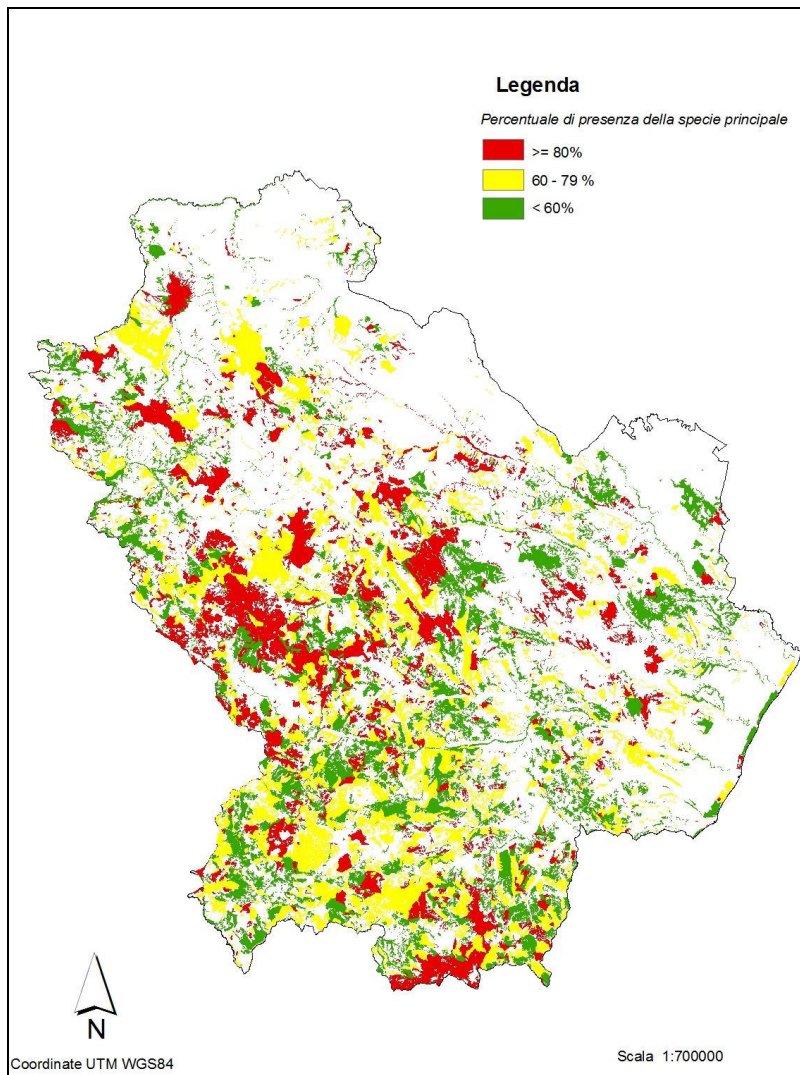 Legenda
Percentuale di presenza della specie principale
>= 80%
60 - 79 %
< 60%
N
Coordinate UTM WGS84
Scala 1:700000